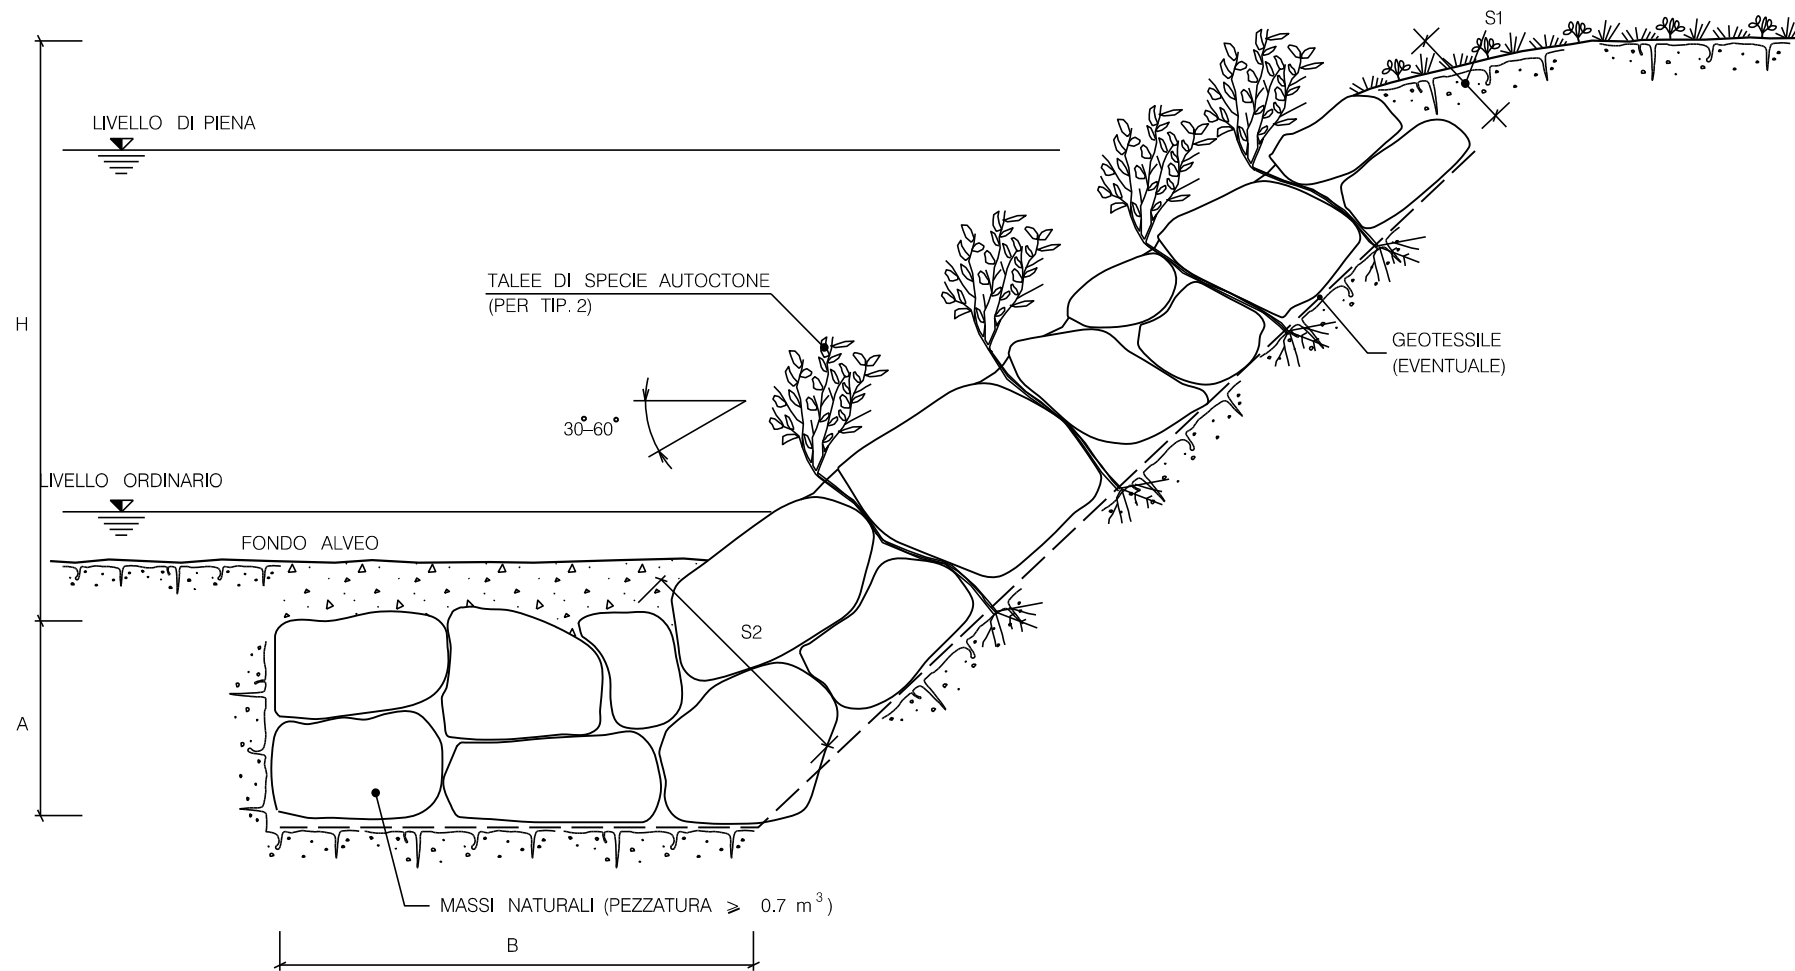 S1
LIVELLO DI PIENA
TALEE DI SPECIE AUTOCTONE
(PER TIP. 2)
H
GEOTESSILE
(EVENTUALE)
30°-60°
LIVELLO ORDINARIO
FONDO ALVEO
S2
A
MASSI NATURALI (PEZZATURA ⩾ 0.7 m³)
B